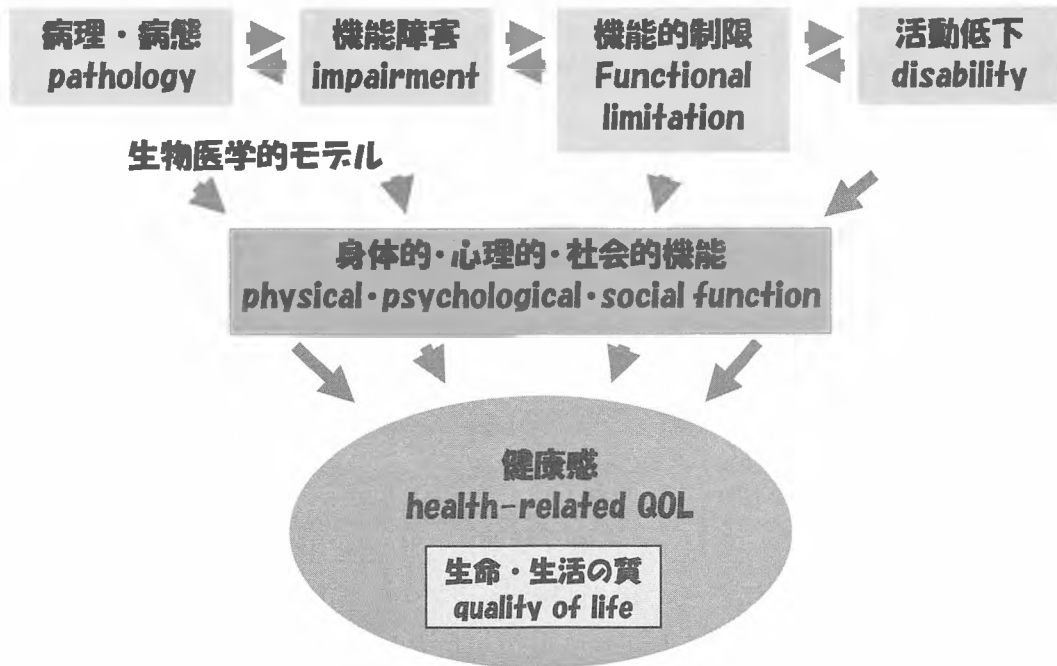 病理・病態
pathology
機能障害
impairment
機能的制限
Functional
limitation
活動低下
disability
生物医学的モデル
身体的・心理的・社会的機能
physical・psychological・social function
健康感
health-related QOL
生命・生活の質
quality of life